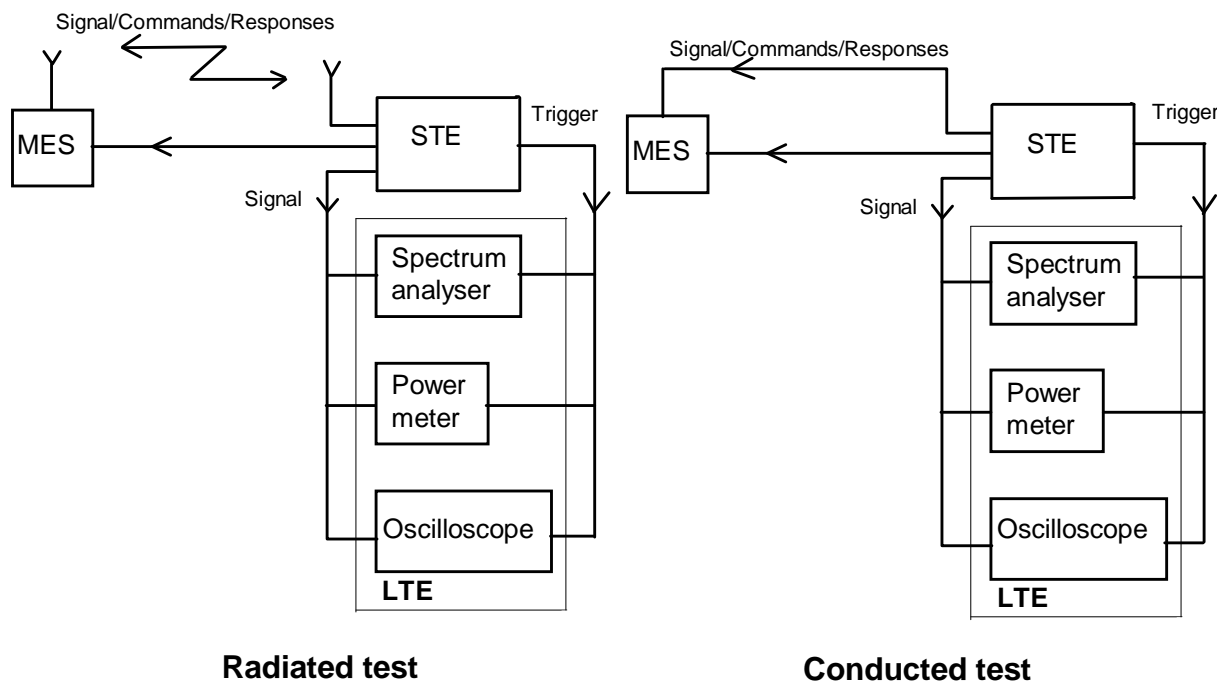 Signal/Commands/Responses
MES
STE
Trigger
Signal
Spectrum
analyser
Power
meter
Oscilloscope
LTE
Radiated test
Signal/Commands/Responses
MES
STE
Trigger
Signal
Spectrum
analyser
Power
meter
Oscilloscope
LTE
Conducted test